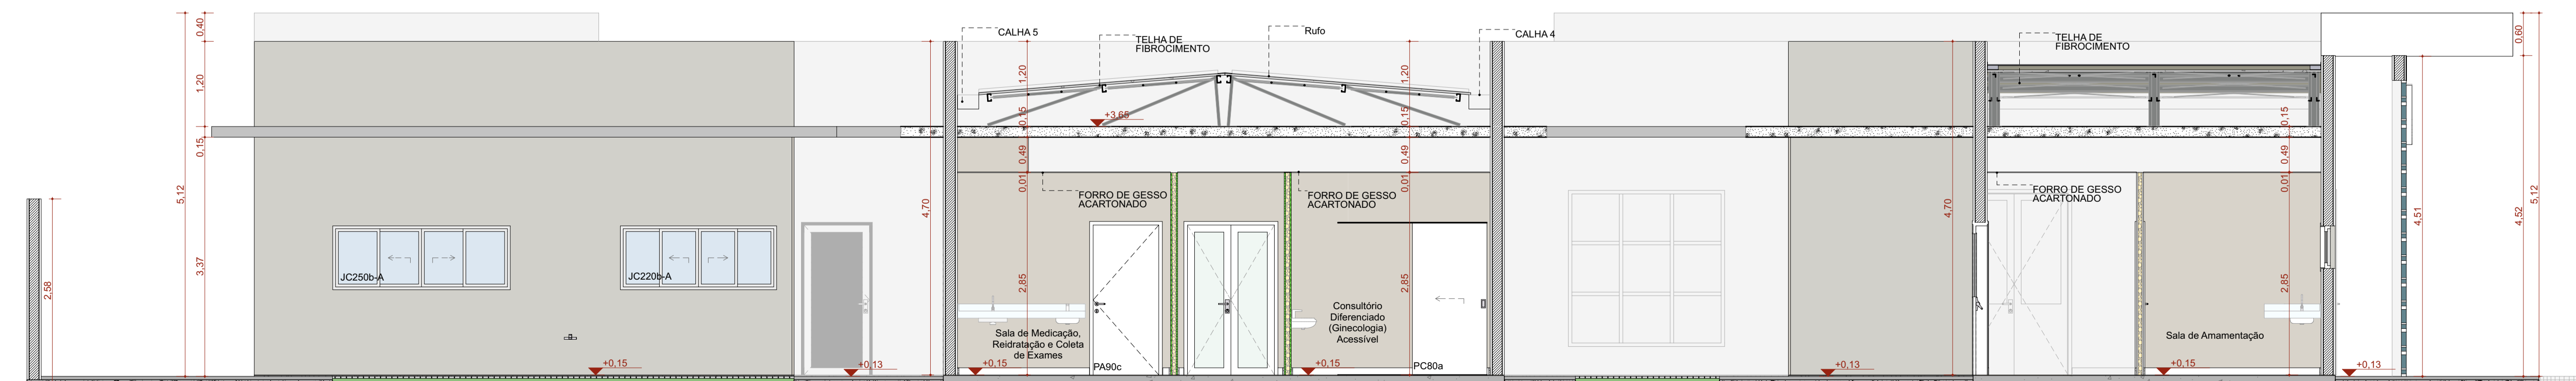 2,58
5,12
0,40
1,20
0,15
3,37
JC250b-A
JC220b-A
+0,15
+0,13
4,70
CALHA 5
TELHA DE
FIBROCIMENTO
Rufo
CALHA 4
1,20
0,15
0,49
0,01
2,85
+3,65
1,20
0,15
0,49
0,01
2,85
FORRO DE GESSO
ACARTONADO
FORRO DE GESSO
ACARTONADO
Sala de Medicação,
Reidratação e Coleta
de Exames
+0,15
PA90c
Consultório
Diferenciado
(Ginecologia)
Acessível
+0,15
PC80a
+0,13
4,70
TELHA DE
FIBROCIMENTO
FORRO DE GESSO
ACARTONADO
0,15
0,49
0,01
2,85
Sala de Amamentação
+0,15
+0,13
4,51
0,60
4,52
5,12